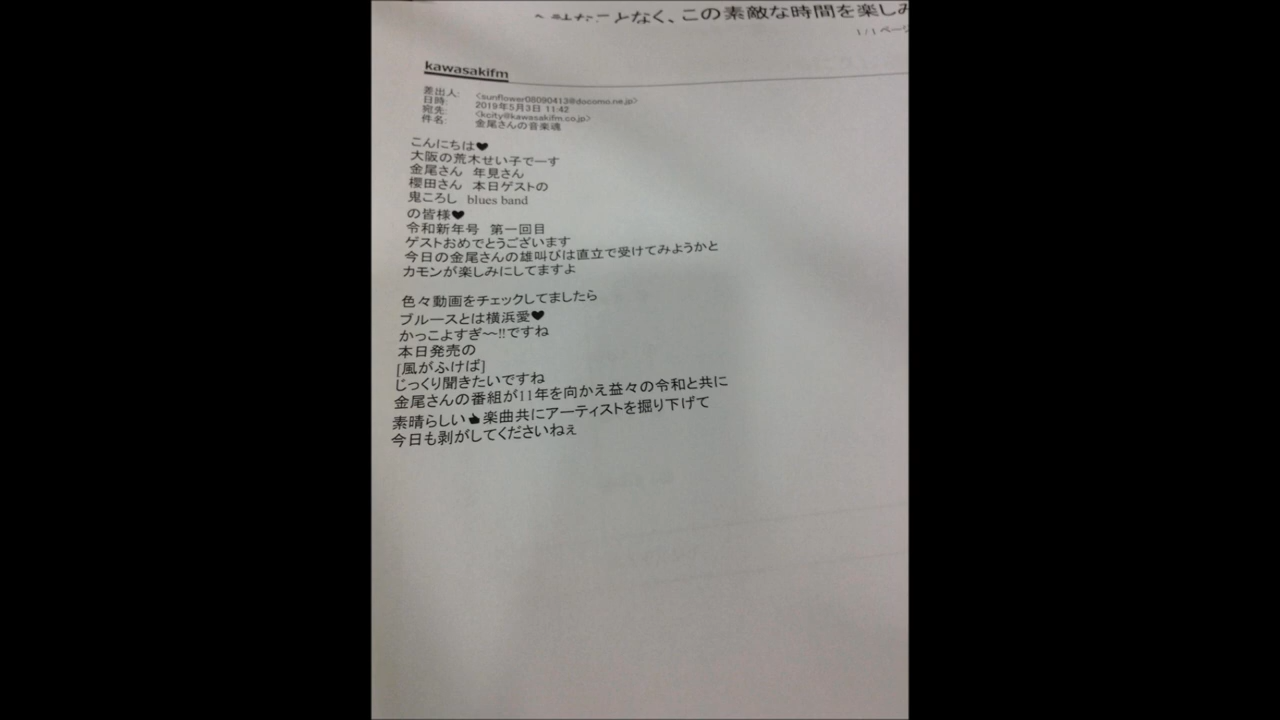 なく、この素敵な時間を楽しみ
1/1 ページ
kawasakifm
差出人: <sunflower08090413@docomo.ne.jp>
日時: 2019年5月3日 11:42
宛先: <kcity@kawasakifm.co.jp>
件名: 金尾さんの音楽魂
こんにちは♥
大阪の荒木せい子でーす
金尾さん 年見さん
櫻田さん 本日ゲストの
鬼ころし blues band
の皆様♥
令和新年号 第一回目
ゲストおめでとうございます
今日の金尾さんの雄叫びは直立で受けてみようかと
カモンが楽しみにしてますよ
色々動画をチェックしてましたら
ブルースとは横浜愛♥
かっこよすぎ~~!!ですね
本日発売の
[風がふけば]
じっくり聞きたいですね
金尾さんの番組が11年を向かえ益々の令和と共に
素晴らしい👍楽曲共にアーティストを掘り下げて
今日も剥がしてくださいねぇ